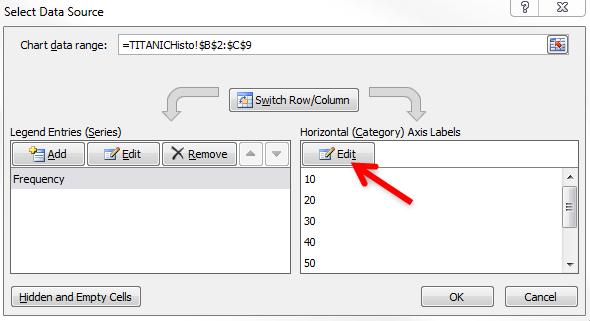 Select Data Source
?
Chart data range: =TITANICHisto!$B$2:$C$9
Switch Row/Column
Legend Entries (Series)
Add Edit Remove
Frequency
Horizontal (Category) Axis Labels
Edit
10
20
30
40
50
Hidden and Empty Cells
OK Cancel